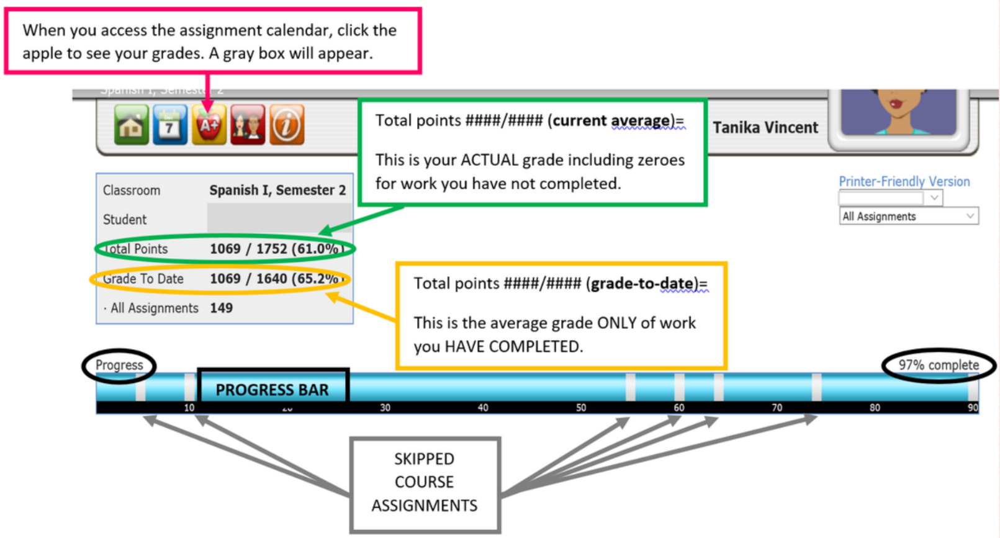 When you access the assignment calendar, click the
apple to see your grades. A gray box will appear.
Spanish I, Semester 2
Dec
7
A+
i
Total points ####/#### (current average)=
This is your ACTUAL grade including zeroes
for work you have not completed.
Tanika Vincent
Printer-Friendly Version
All Assignments
Classroom Spanish I, Semester 2
Student
Total Points 1069 / 1752 (61.0%)
Grade To Date 1069 / 1640 (65.2%)
· All Assignments 149
Total points ####/#### (grade-to-date)=
This is the average grade ONLY of work
you HAVE COMPLETED.
Progress 97% complete
PROGRESS BAR
10 20 30 40 50 60 70 80 90
SKIPPED
COURSE
ASSIGNMENTS